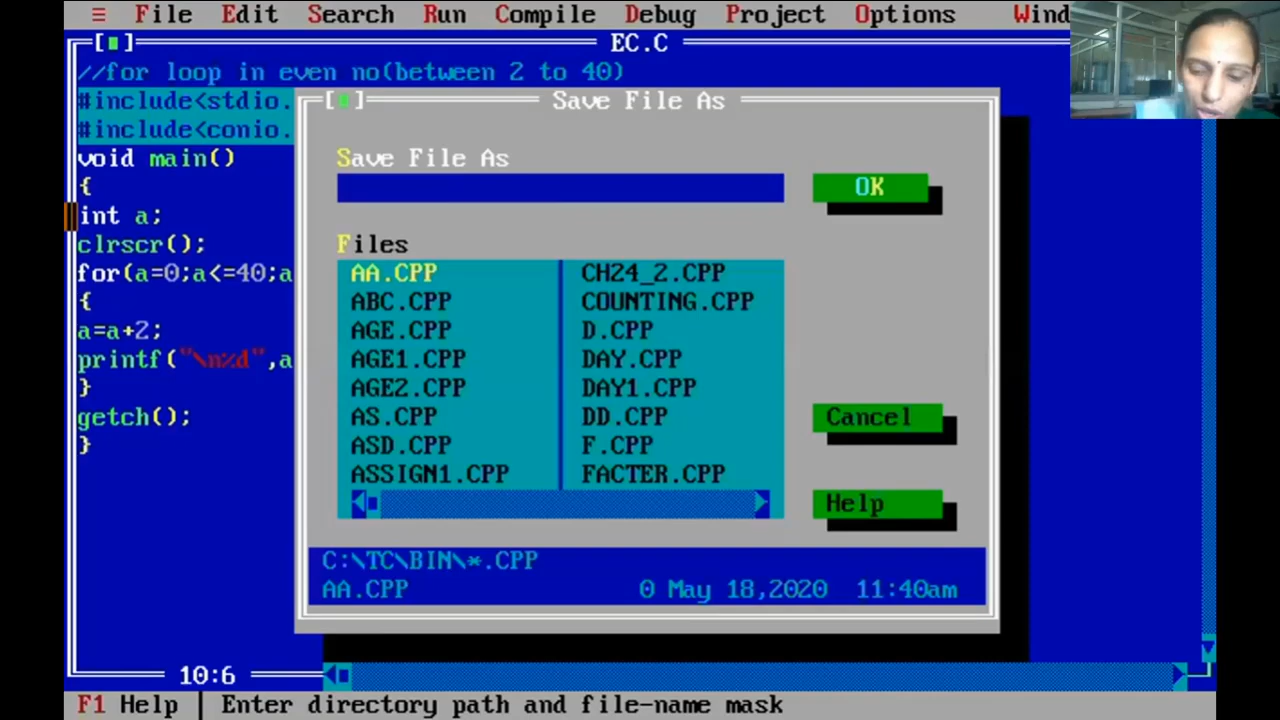 ≡ File Edit Search Run Compile Debug Project Options Wind
[■] EC.C
//for loop in even no(between 2 to 40)
#include<stdio.
#include<conio.
void main()
{
int a;
clrscr();
for(a=0;a<=40;a
{
a=a+2;
printf("\n%d",a
}
getch();
}
10:6
[■] Save File As
Save File As
OK
Files
AA.CPP CH24_2.CPP
ABC.CPP COUNTING.CPP
AGE.CPP D.CPP
AGE1.CPP DAY.CPP
AGE2.CPP DAY1.CPP
AS.CPP DD.CPP
ASD.CPP F.CPP
ASSIGN1.CPP FACTER.CPP
Cancel
Help
C:\TC\BIN\*.CPP
AA.CPP 0 May 18,2020 11:40am
F1 Help │ Enter directory path and file-name mask